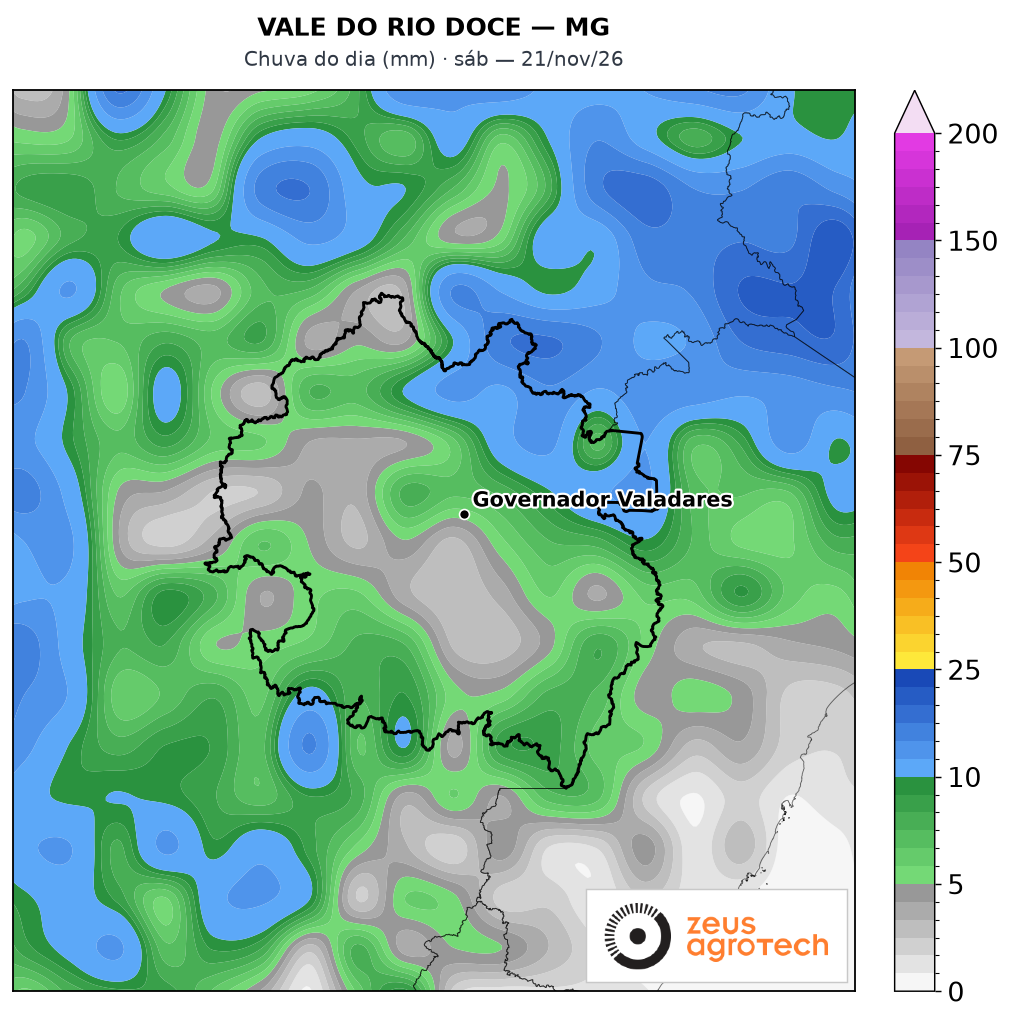 VALE DO RIO DOCE — MG
Chuva do dia (mm) · sáb — 21/nov/26
200
150
100
75
50
25
10
5
0
Governador Valadares
zeus
agrotech